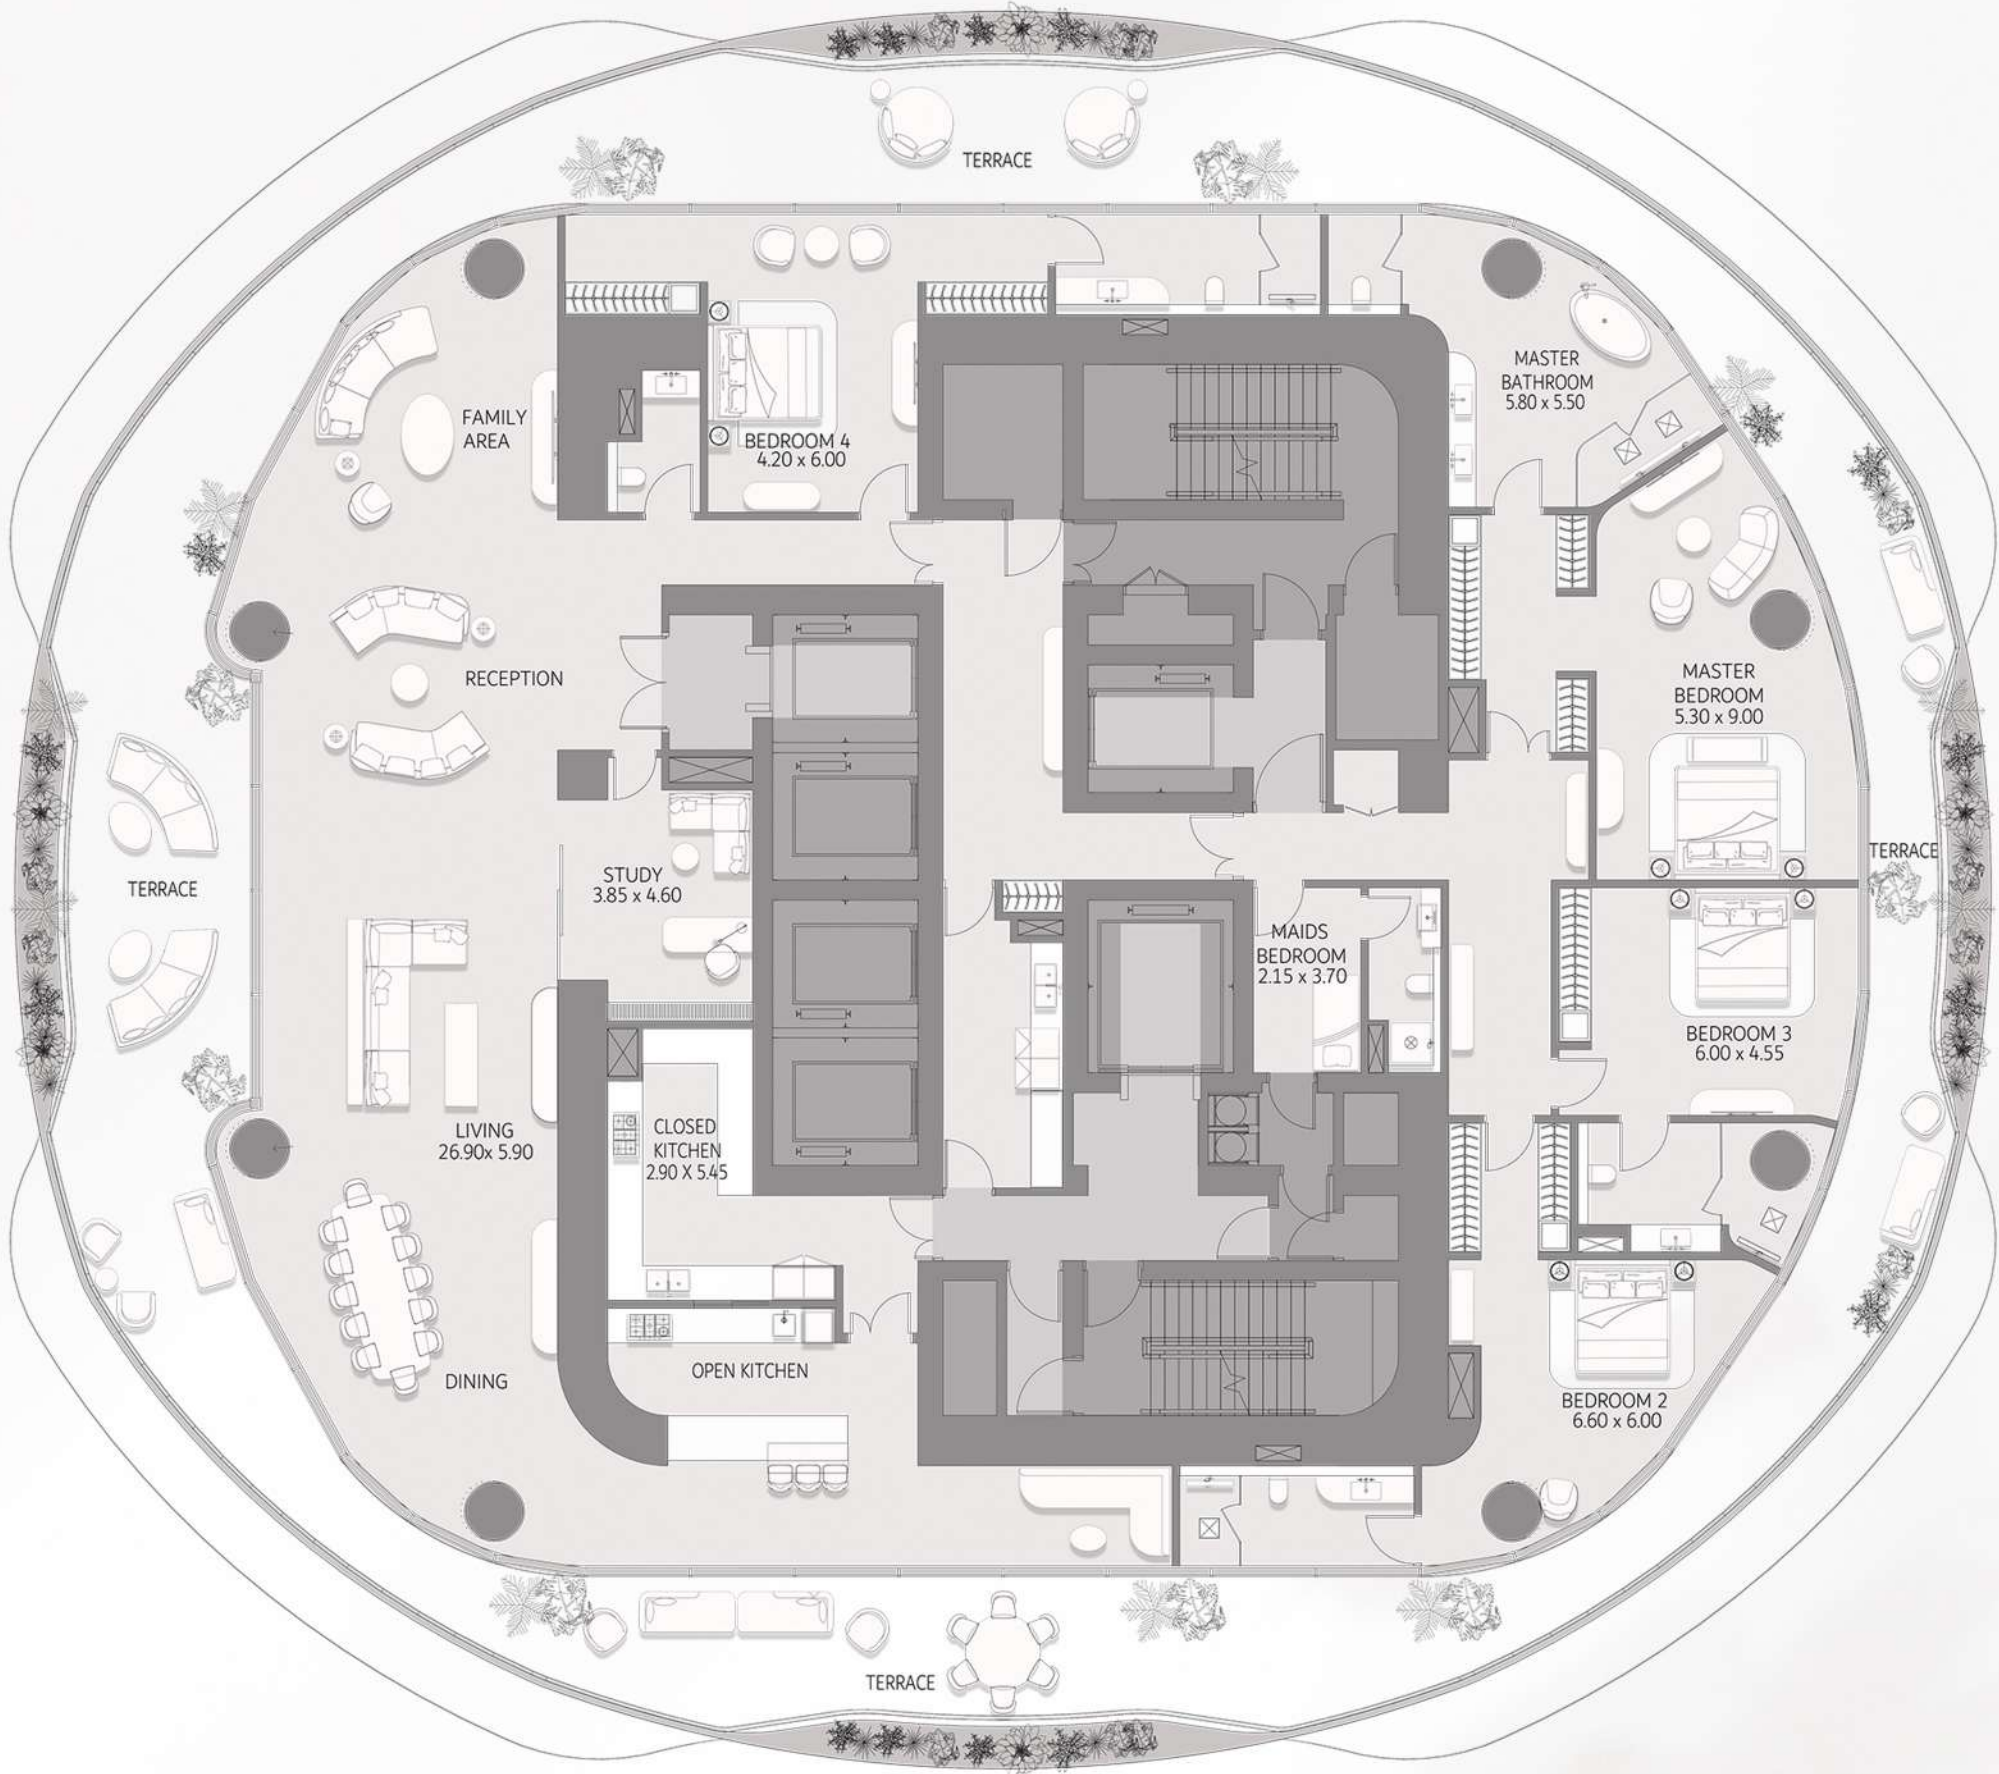 TERRACE
MASTER
BATHROOM
5.80 x 5.50
FAMILY
AREA
BEDROOM 4
4.20 x 6.00
RECEPTION
MASTER
BEDROOM
5.30 x 9.00
TERRACE
STUDY
3.85 x 4.60
TERRACE
MAIDS
BEDROOM
2.15 x 3.70
BEDROOM 3
6.00 x 4.55
LIVING
26.90x 5.90
CLOSED
KITCHEN
2.90 X 5.45
DINING
OPEN KITCHEN
BEDROOM 2
6.60 x 6.00
TERRACE